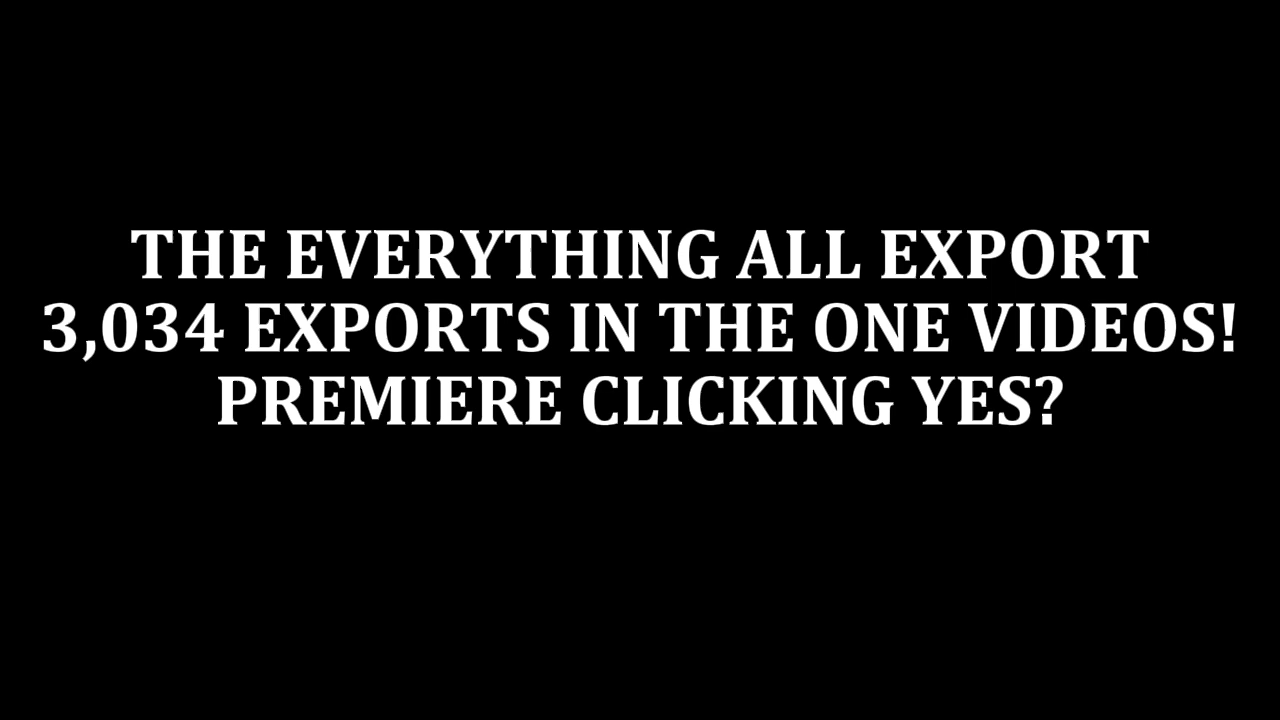 THE EVERYTHING ALL EXPORT
3,034 EXPORTS IN THE ONE VIDEOS!
PREMIERE CLICKING YES?